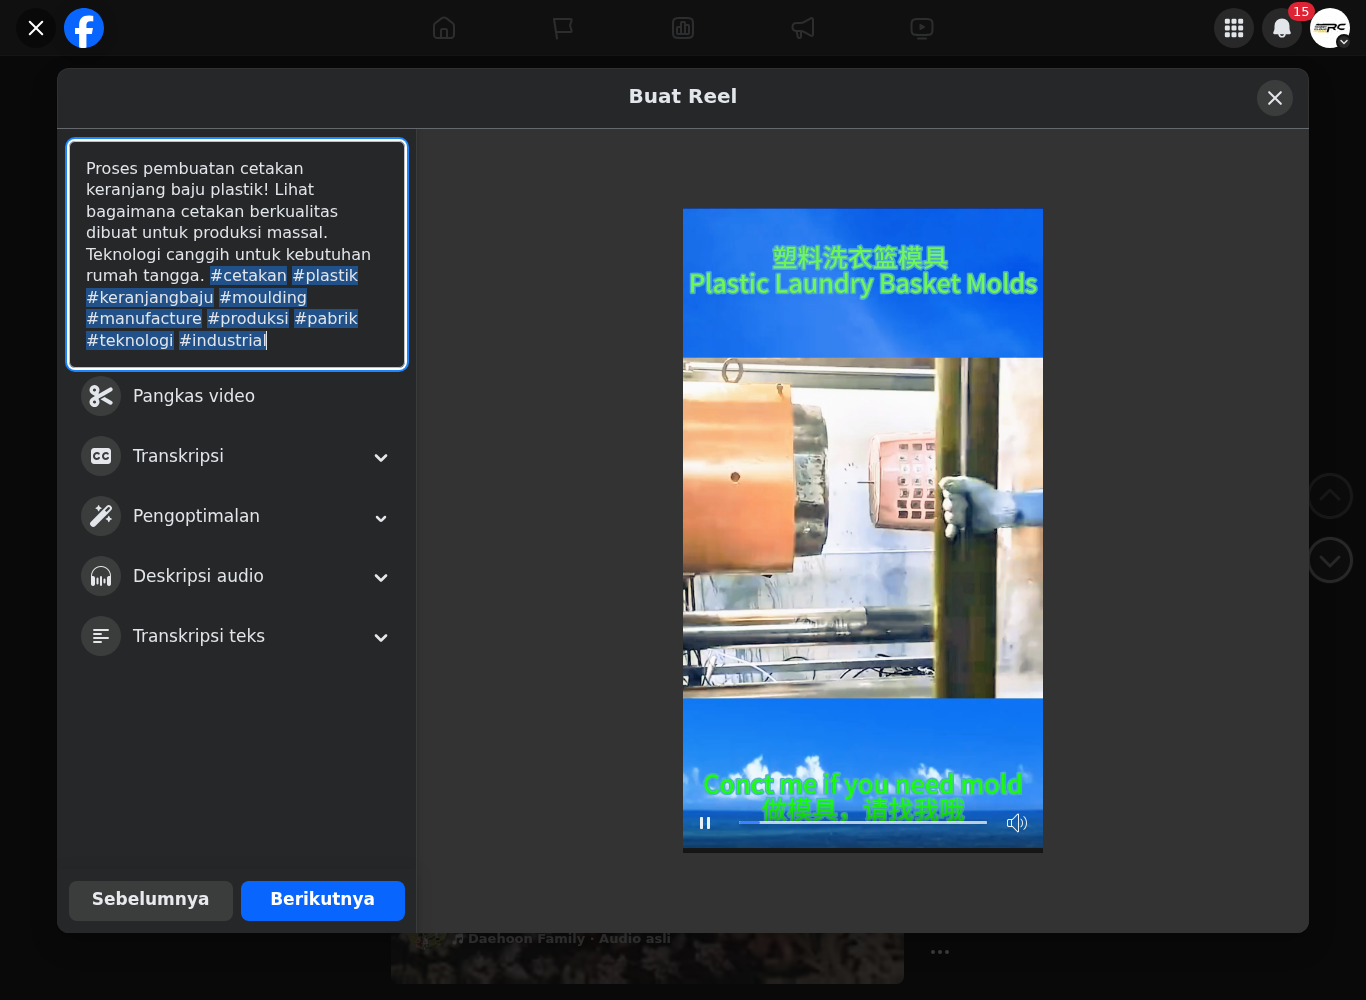 15
Buat Reel
Proses pembuatan cetakan
keranjang baju plastik! Lihat
bagaimana cetakan berkualitas
dibuat untuk produksi massal.
Teknologi canggih untuk kebutuhan
rumah tangga. #cetakan #plastik
#keranjangbaju #moulding
#manufacture #produksi #pabrik
#teknologi #industrial
Pangkas video
Transkripsi
Pengoptimalan
Deskripsi audio
Transkripsi teks
Sebelumnya
Berikutnya
塑料洗衣篮模具
Plastic Laundry Basket Molds
Conct me if you need mold
做模具，请找我哦
Daehoon Family · Audio asli